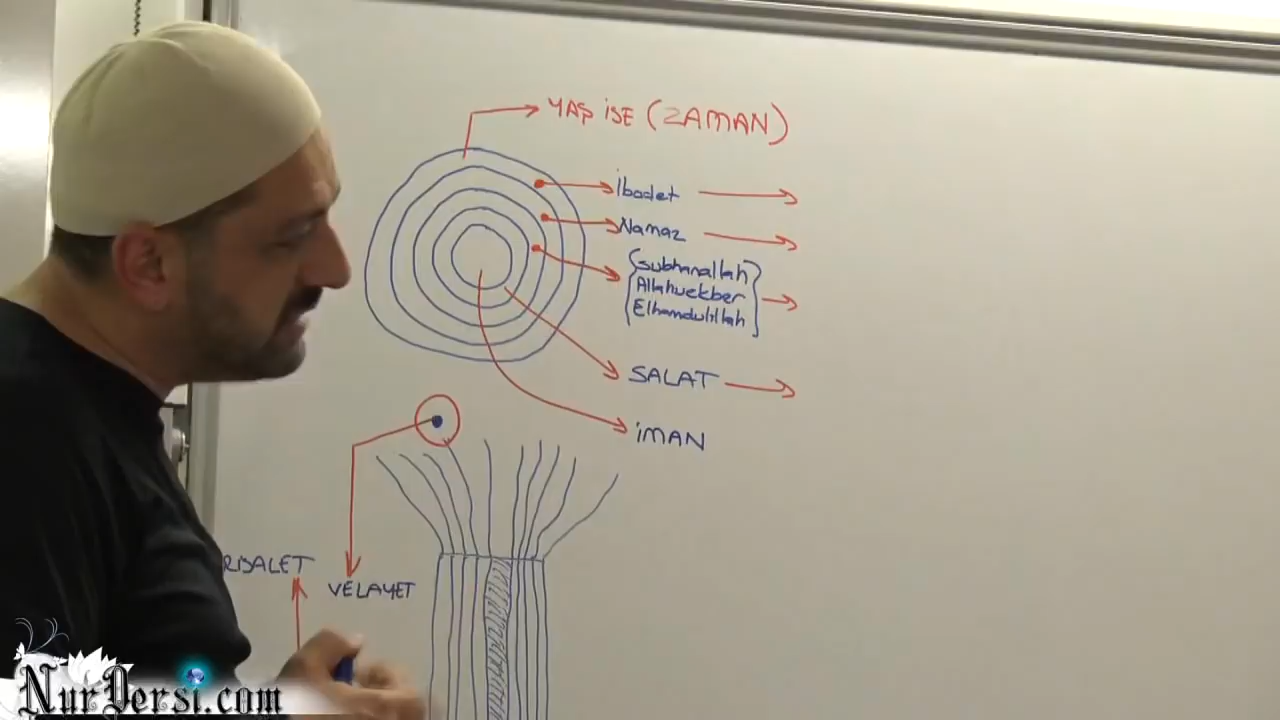 YAŞ İSE (ZAMAN)
İbadet
Namaz
Subhanallah
Allahuekber
Elhamdulillah
SALAT
İMAN
RİSALET
VELAYET
NurDersi.com